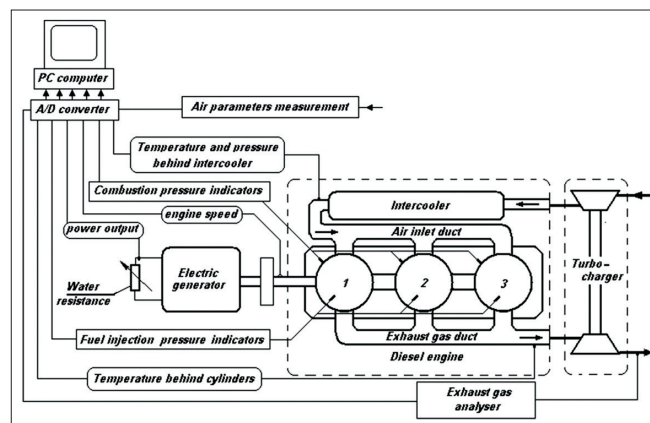 PC computer
A/D converter
Air parameters measurement
Temperature and pressure
behind intercooler
Combustion pressure indicators
Intercooler
engine speed
Air inlet duct
power output
Electric
generator
1
2
3
Turbo-
charger
Water
resistance
Fuel injection pressure indicators
Exhaust gas duct
Diesel engine
Temperature behind cylinders
Exhaust gas
analyser